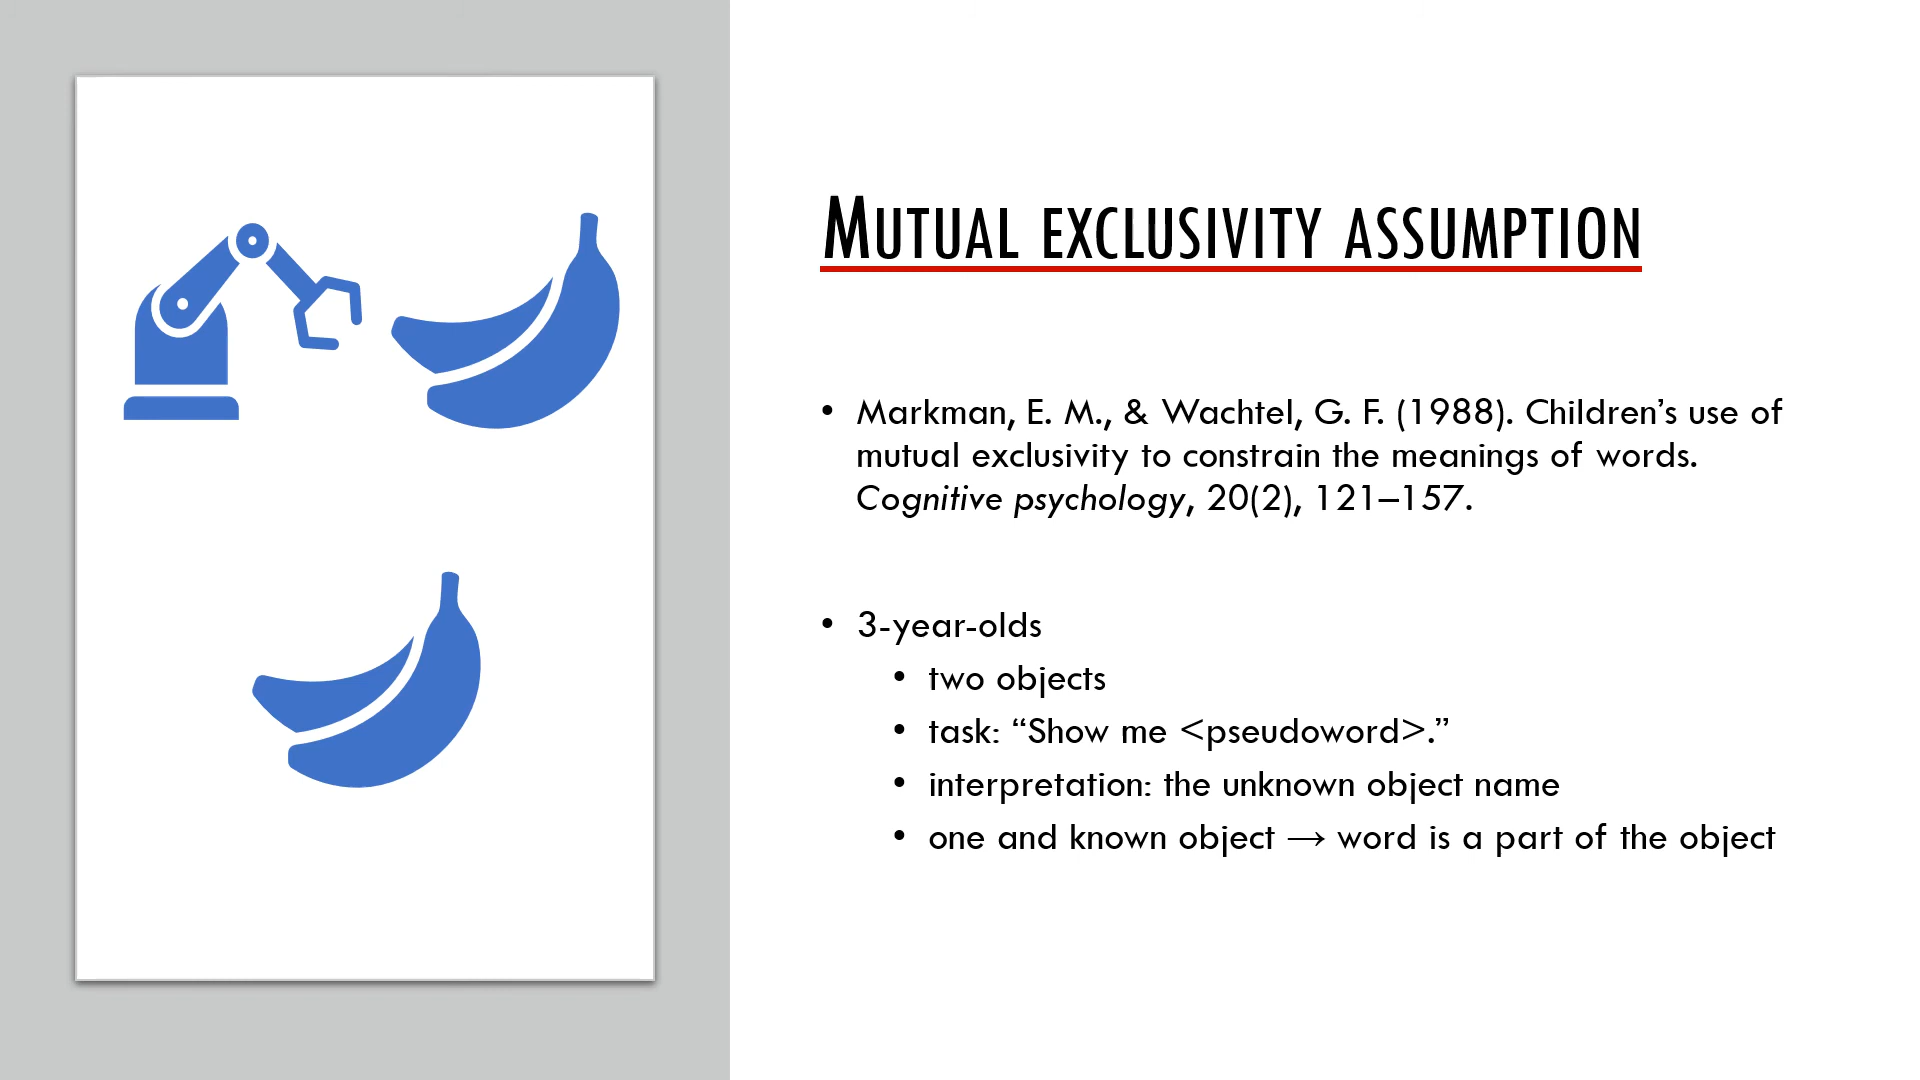 MUTUAL EXCLUSIVITY ASSUMPTION
• Markman, E. M., & Wachtel, G. F. (1988). Children’s use of
mutual exclusivity to constrain the meanings of words.
Cognitive psychology, 20(2), 121–157.
• 3-year-olds
• two objects
• task: “Show me <pseudoword>.”
• interpretation: the unknown object name
• one and known object → word is a part of the object